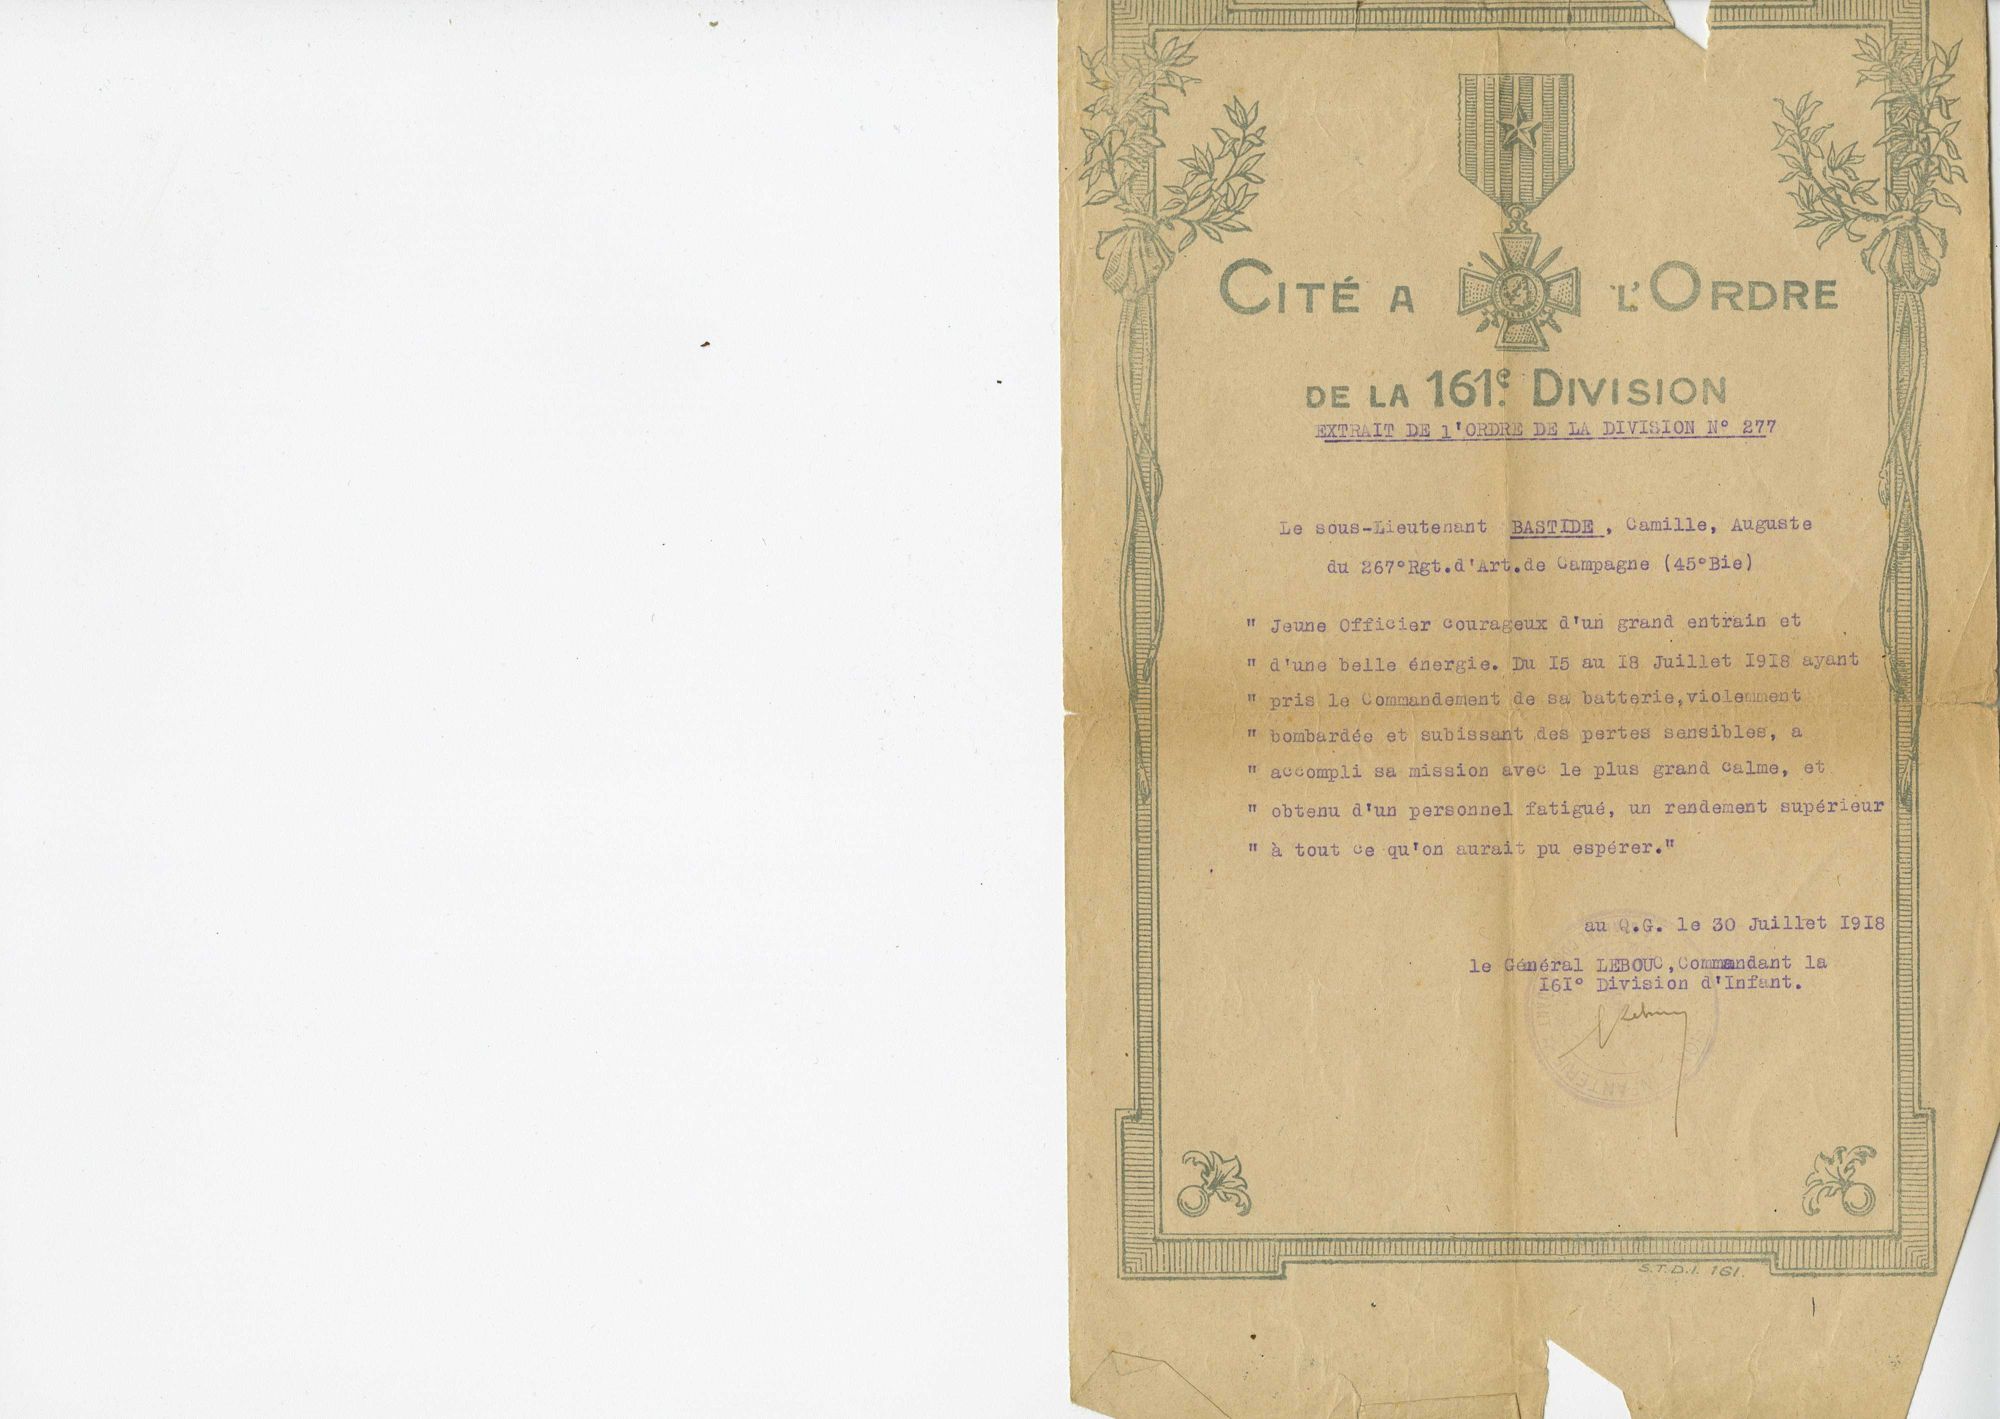 CITÉ A L'ORDRE
DE LA 161e DIVISION
EXTRAIT DE l'ORDRE DE LA DIVISION N° 277
Le sous-Lieutenant BASTIDE, Camille, Auguste
du 267°Rgt.d'Art.de Campagne (45°Bie)
" Jeune Officier courageux d'un grand entrain et
" d'une belle énergie. Du I5 au I8 Juillet I9I8 ayant
" pris le Commandement de sa batterie,violemment
" bombardée et subissant des pertes sensibles, a
" accompli sa mission avec le plus grand calme, et
" obtenu d'un personnel fatigué, un rendement supérieur
" à tout ce qu'on aurait pu espérer."
au Q.G. le 30 Juillet I9I8
le Général LEBOUC,Commandant la
I6I° Division d'Infant.
Lebouc
S.T.D.I. 161.